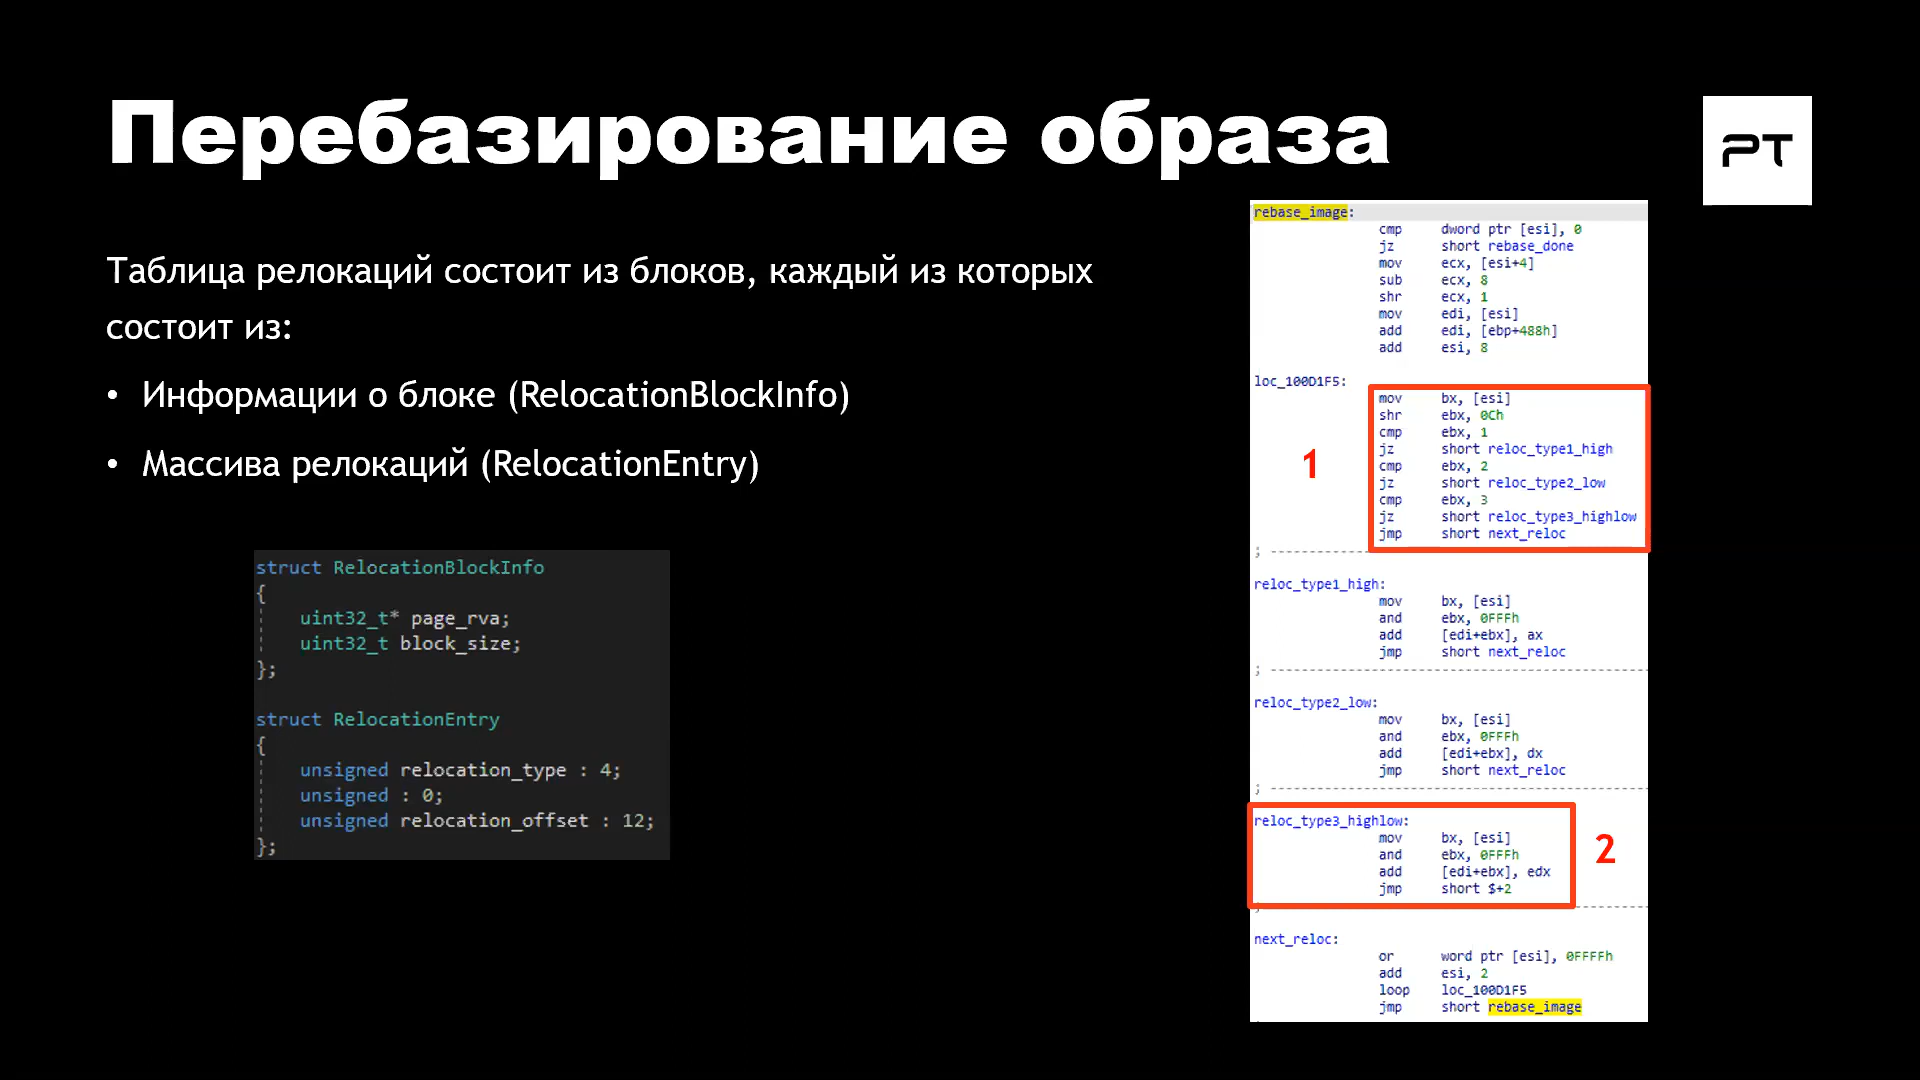 Перебазирование образа
PT
Таблица релокаций состоит из блоков, каждый из которых
состоит из:
• Информации о блоке (RelocationBlockInfo)
• Массива релокаций (RelocationEntry)
struct RelocationBlockInfo
{
uint32_t* page_rva;
uint32_t block_size;
};
struct RelocationEntry
{
unsigned relocation_type : 4;
unsigned : 0;
unsigned relocation_offset : 12;
};
rebase_image:
cmp dword ptr [esi], 0
jz short rebase_done
mov ecx, [esi+4]
sub ecx, 8
shr ecx, 1
mov edi, [esi]
add edi, [ebp+488h]
add esi, 8
loc_100D1F5:
1
mov bx, [esi]
shr ebx, 0Ch
cmp ebx, 1
jz short reloc_type1_high
cmp ebx, 2
jz short reloc_type2_low
cmp ebx, 3
jz short reloc_type3_highlow
jmp short next_reloc
; ---------------
reloc_type1_high:
mov bx, [esi]
and ebx, 0FFFh
add [edi+ebx], ax
jmp short next_reloc
; ---------------
reloc_type2_low:
mov bx, [esi]
and ebx, 0FFFh
add [edi+ebx], dx
jmp short next_reloc
; ---------------
reloc_type3_highlow:
mov bx, [esi]
and ebx, 0FFFh
add [edi+ebx], edx
jmp short $+2
2
; ---------------
next_reloc:
or word ptr [esi], 0FFFFh
add esi, 2
loop loc_100D1F5
jmp short rebase_image